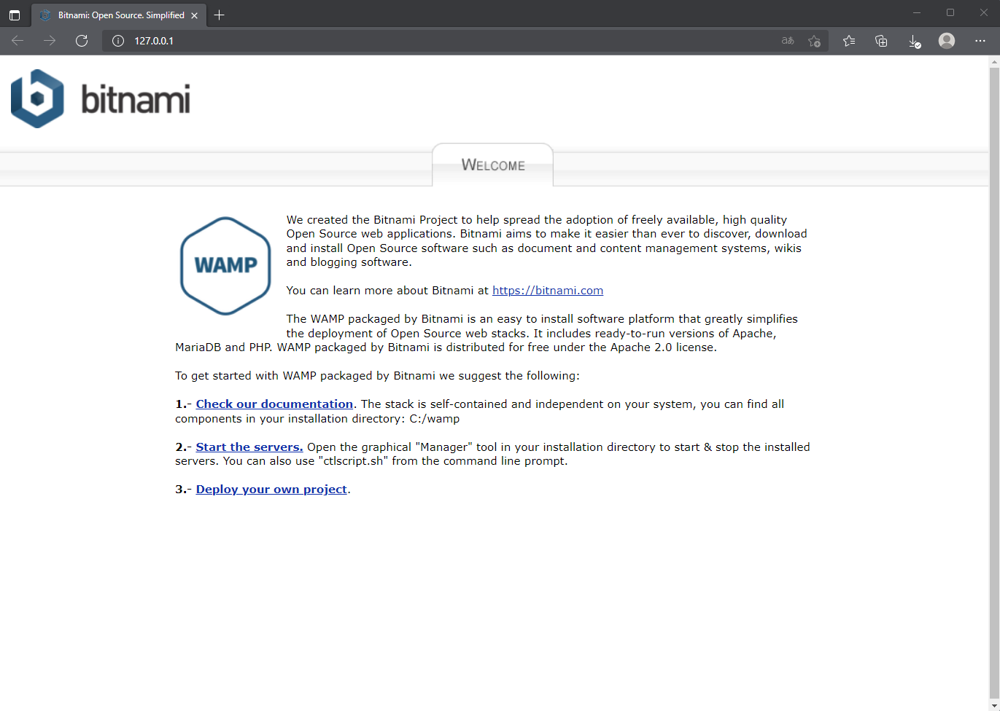 Bitnami: Open Source. Simplified
127.0.0.1
bitnami
WELCOME
WAMP
We created the Bitnami Project to help spread the adoption of freely available, high quality
Open Source web applications. Bitnami aims to make it easier than ever to discover, download
and install Open Source software such as document and content management systems, wikis
and blogging software.
You can learn more about Bitnami at https://bitnami.com
The WAMP packaged by Bitnami is an easy to install software platform that greatly simplifies
the deployment of Open Source web stacks. It includes ready-to-run versions of Apache,
MariaDB and PHP. WAMP packaged by Bitnami is distributed for free under the Apache 2.0 license.
To get started with WAMP packaged by Bitnami we suggest the following:
1.- Check our documentation. The stack is self-contained and independent on your system, you can find all
components in your installation directory: C:/wamp
2.- Start the servers. Open the graphical "Manager" tool in your installation directory to start & stop the installed
servers. You can also use "ctlscript.sh" from the command line prompt.
3.- Deploy your own project.